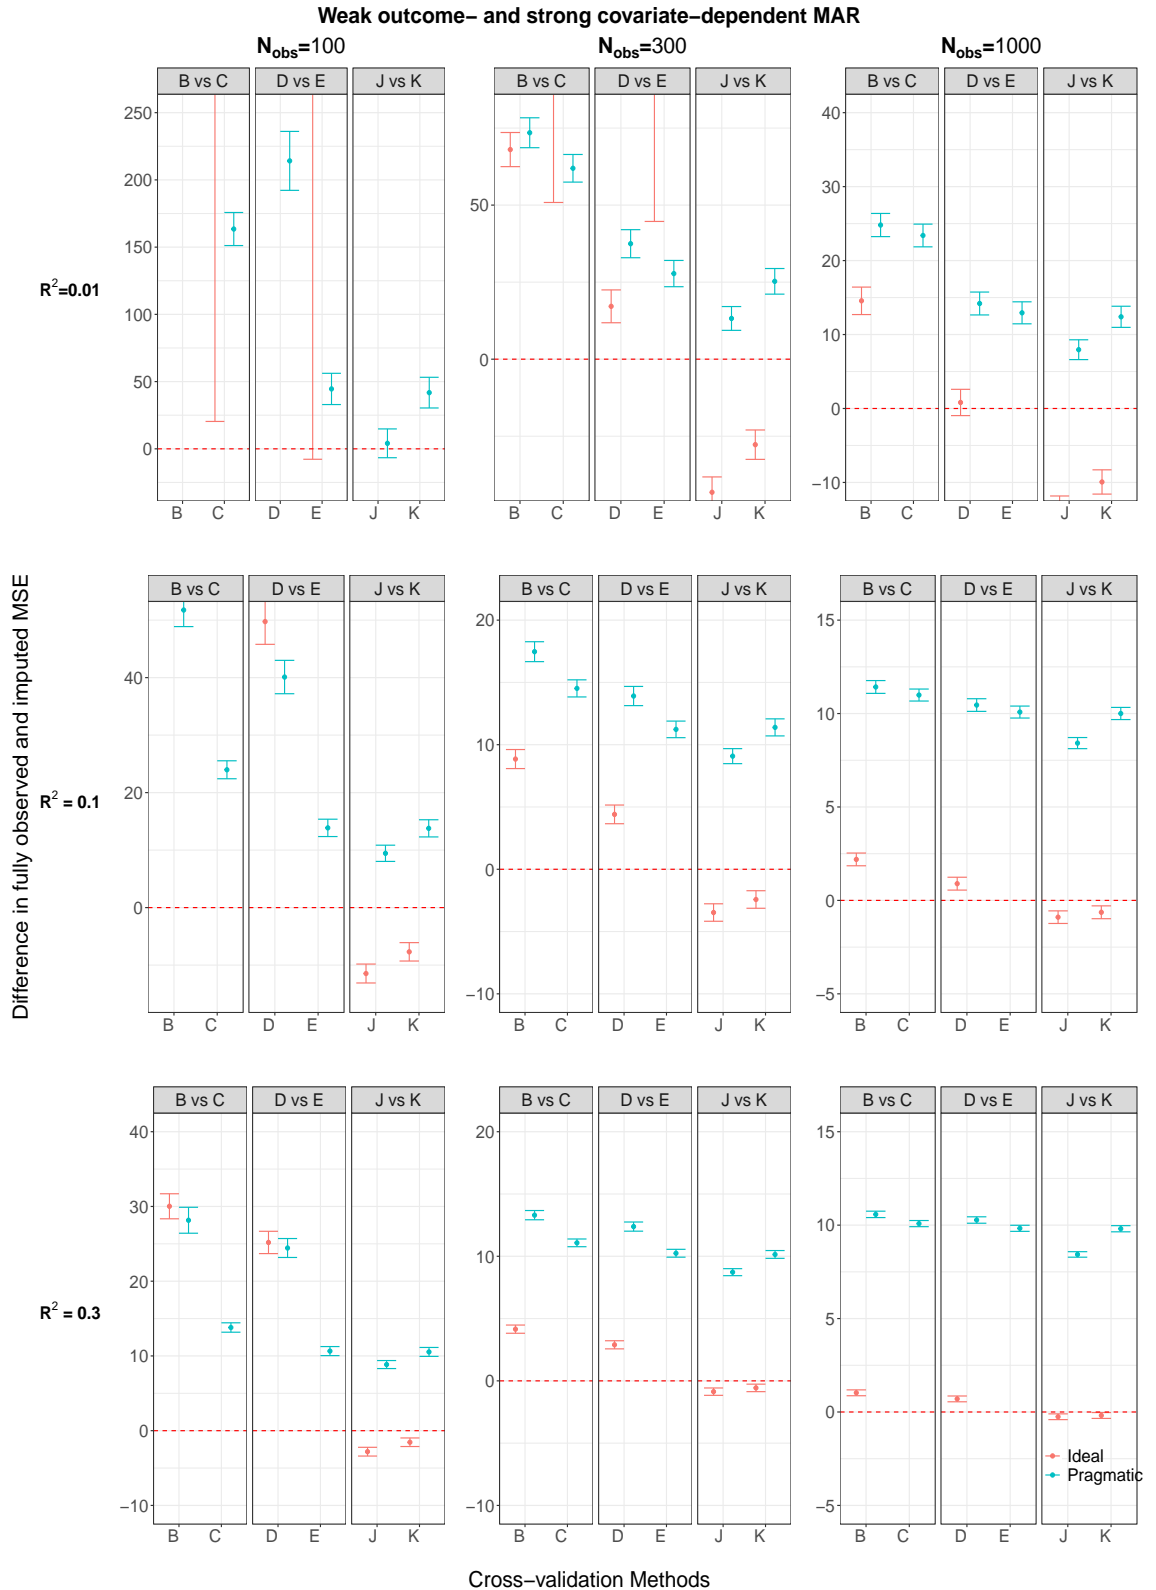 Weak outcome− and strong covariate−dependent MAR
N_obs=100 N_obs=300 N_obs=1000
B vs C D vs E J vs K B vs C D vs E J vs K B vs C D vs E J vs K
250
200
150
100
50
0
50
0
40
30
20
10
0
−10
R²=0.01
B C D E J K B C D E J K B C D E J K
Difference in fully observed and imputed MSE
B vs C D vs E J vs K B vs C D vs E J vs K B vs C D vs E J vs K
40
20
0
20
10
0
−10
15
10
5
0
−5
R² = 0.1
B C D E J K B C D E J K B C D E J K
B vs C D vs E J vs K B vs C D vs E J vs K B vs C D vs E J vs K
40
30
20
10
0
−10
20
10
0
−10
15
10
5
0
−5
R² = 0.3
Ideal
Pragmatic
B C D E J K B C D E J K B C D E J K
Cross−validation Methods